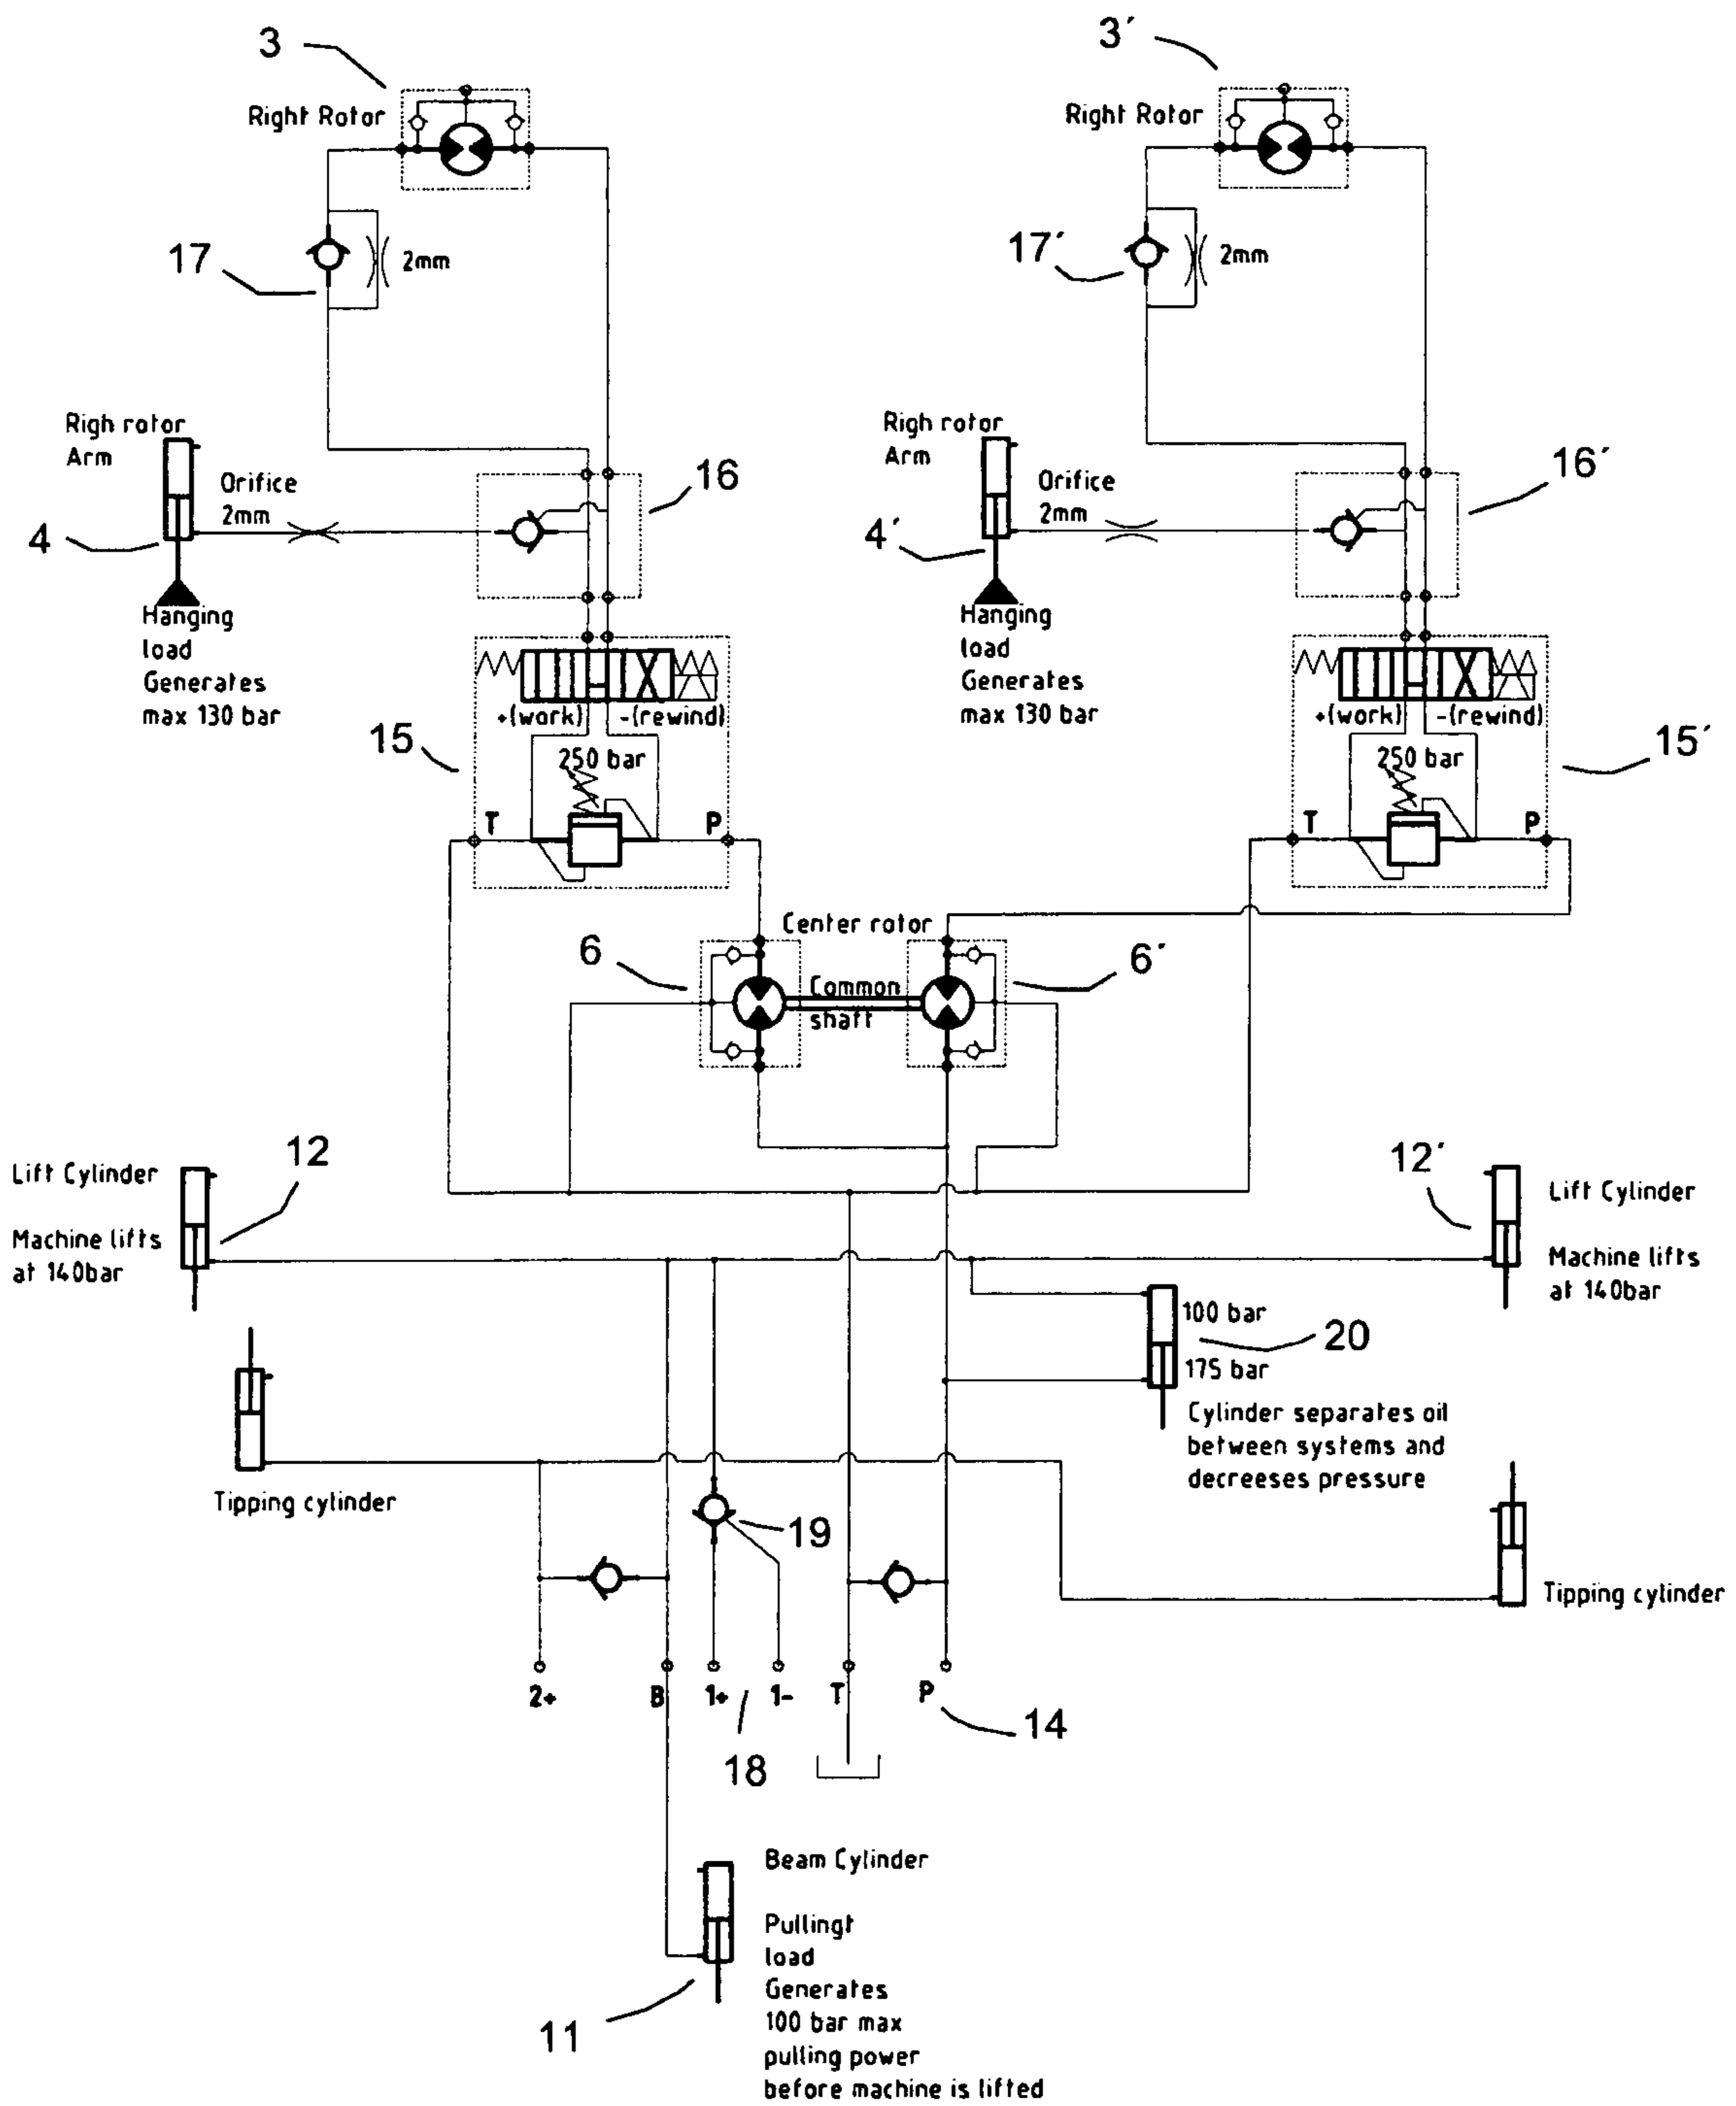 3
3´
Right Rotor
Right Rotor
17
2mm
17´
2mm
Righ rotor
Arm
Righ rotor
Arm
Orifice
2mm
Orifice
2mm
16
16´
4
4´
Hanging
load
Generates
max 130 bar
Hanging
load
Generates
max 130 bar
+(work) -(rewind)
+(work) -(rewind)
15
250 bar
250 bar
15´
T P
T P
Center rotor
6
6´
Common
shaft
12
12´
Lift Cylinder
Machine lifts
at 140bar
Lift Cylinder
Machine lifts
at 140bar
100 bar
175 bar
20
Cylinder separates oil
between systems and
decreeses pressure
Tipping cylinder
19
Tipping cylinder
2+ B 1+ 1- T P
18
14
Beam Cylinder
Pullingt
load
Generates
100 bar max
pulling power
before machine is lifted
11